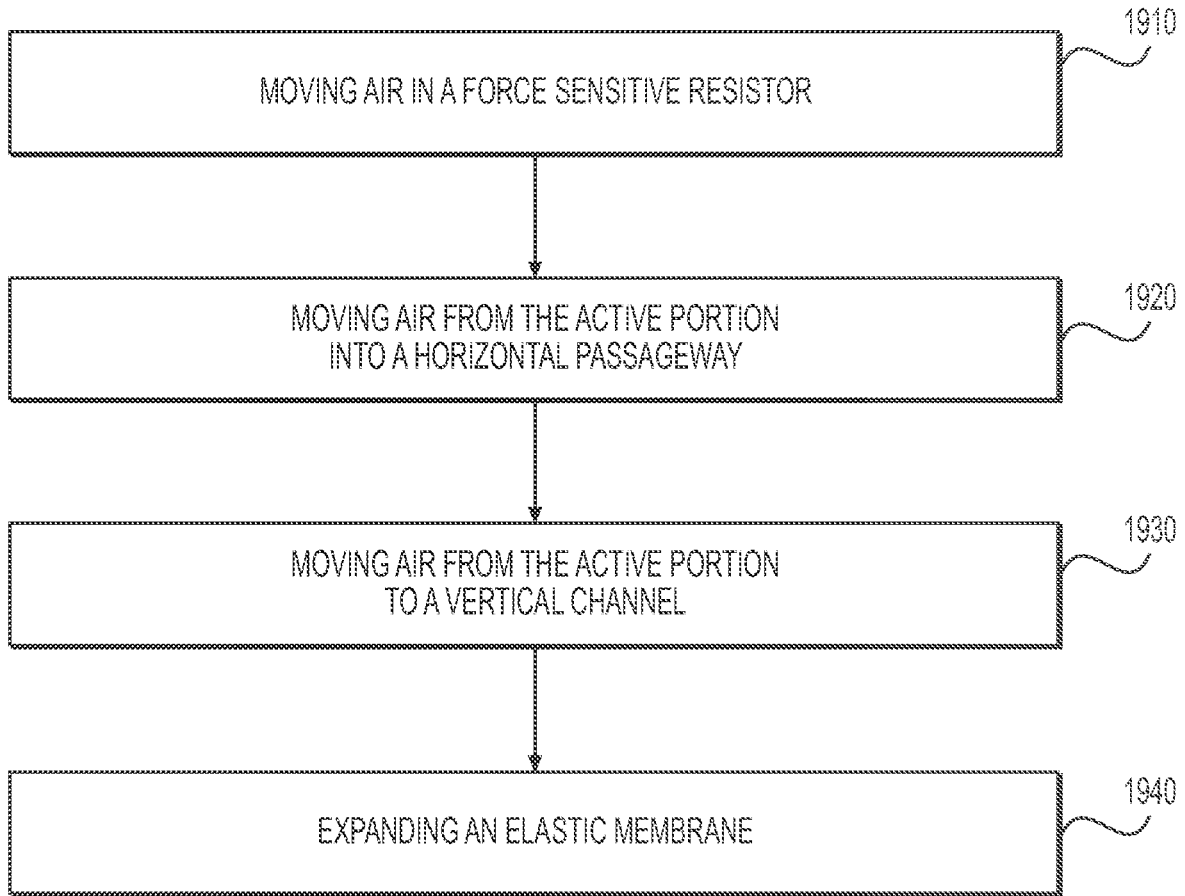 1910
MOVING AIR IN A FORCE SENSITIVE RESISTOR
1920
MOVING AIR FROM THE ACTIVE PORTION
INTO A HORIZONTAL PASSAGEWAY
1930
MOVING AIR FROM THE ACTIVE PORTION
TO A VERTICAL CHANNEL
1940
EXPANDING AN ELASTIC MEMBRANE